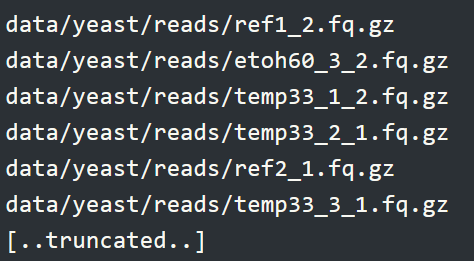 data/yeast/reads/ref1_2.fq.gz
data/yeast/reads/etoh60_3_2.fq.gz
data/yeast/reads/temp33_1_2.fq.gz
data/yeast/reads/temp33_2_1.fq.gz
data/yeast/reads/ref2_1.fq.gz
data/yeast/reads/temp33_3_1.fq.gz
[..truncated..]